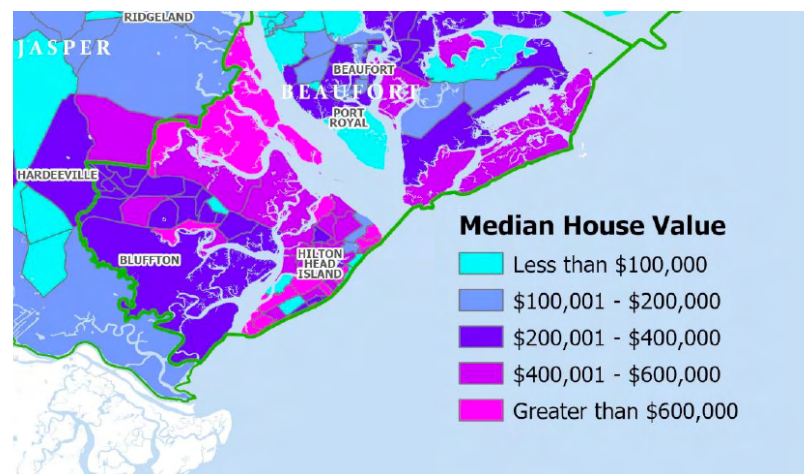 RIDGELAND
JASPER
BEAUFORT
BEAUFORT
PORT
ROYAL
HARDEEVILLE
BLUFFTON
HILTON
HEAD
ISLAND
Median House Value
Less than $100,000
$100,001 - $200,000
$200,001 - $400,000
$400,001 - $600,000
Greater than $600,000